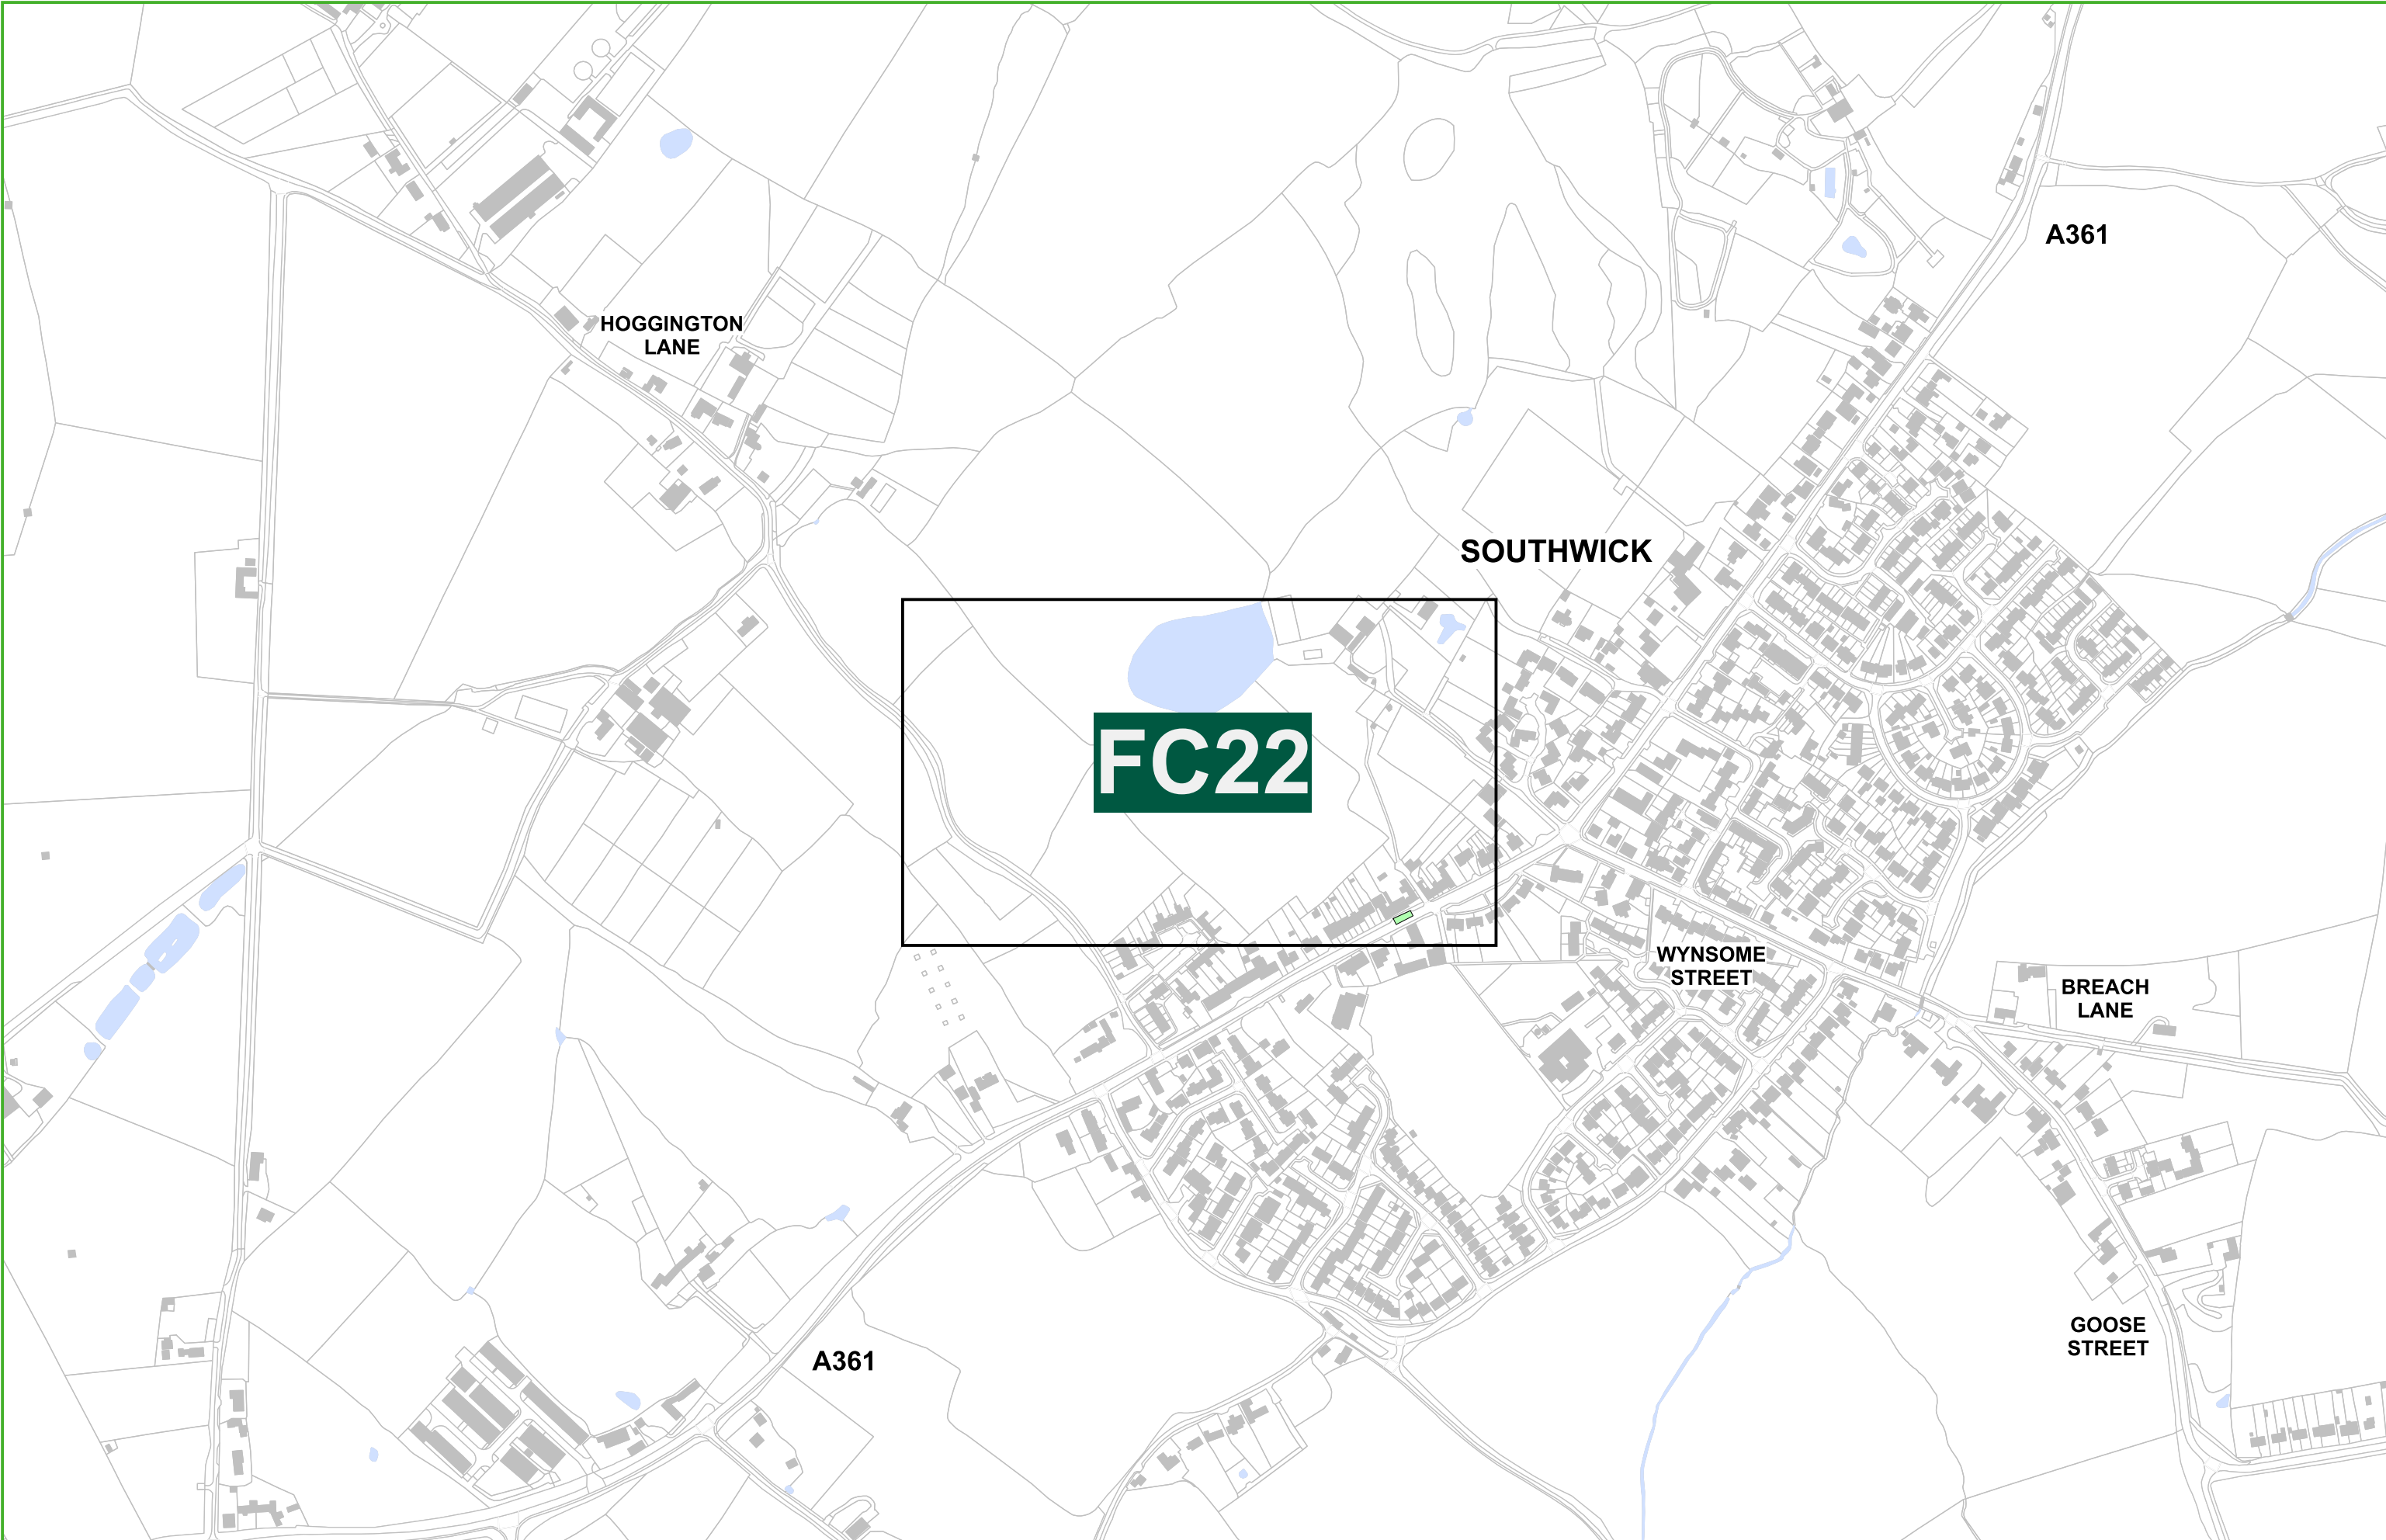 A361
HOGGINGTON
LANE
SOUTHWICK
FC22
WYNSOME
STREET
BREACH
LANE
GOOSE
STREET
A361